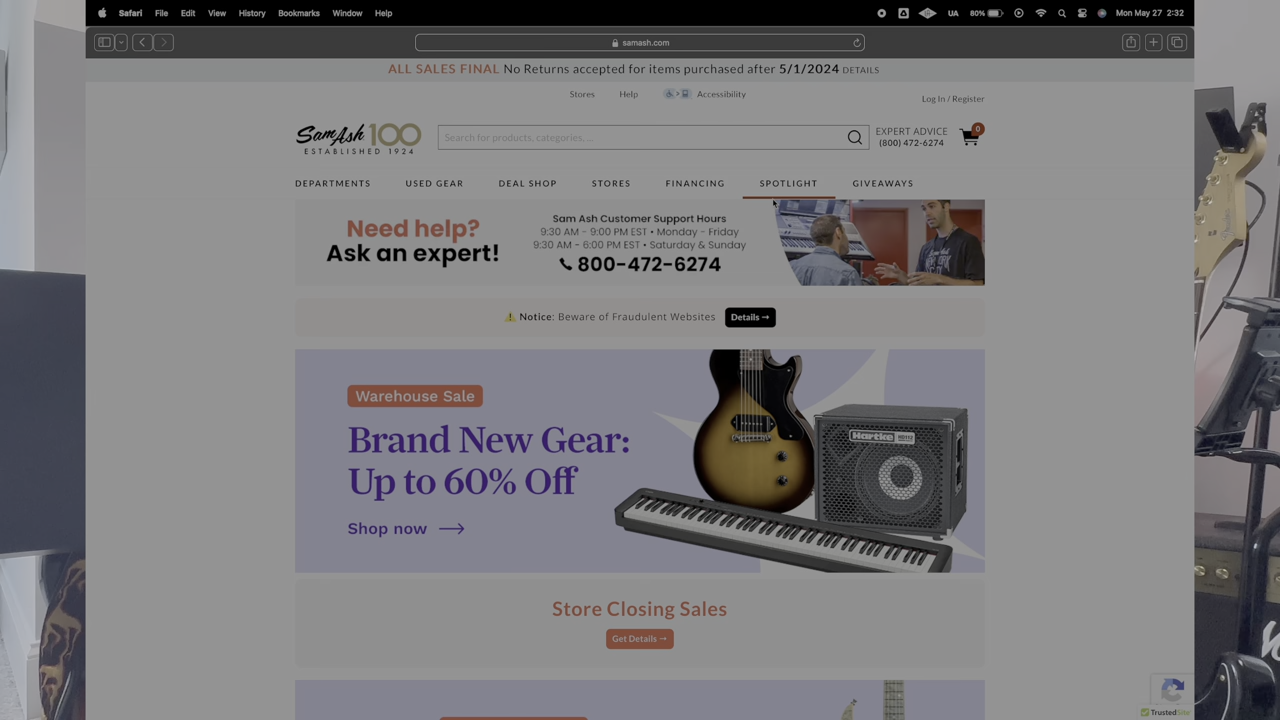 Safari File Edit View History Bookmarks Window Help UA 80% Mon May 27 2:32
samash.com
ALL SALES FINAL No Returns accepted for items purchased after 5/1/2024 DETAILS
Stores Help Accessibility
Log In / Register
Sam Ash 100
ESTABLISHED 1924
Search for products, categories. ...
EXPERT ADVICE
(800) 472-6274
0
DEPARTMENTS USED GEAR DEAL SHOP STORES FINANCING SPOTLIGHT GIVEAWAYS
Need help?
Ask an expert!
Sam Ash Customer Support Hours
9:30 AM - 9:00 PM EST • Monday - Friday
9:30 AM - 6:00 PM EST • Saturday & Sunday
800-472-6274
Notice: Beware of Fraudulent Websites Details →
Warehouse Sale
Brand New Gear:
Up to 60% Off
Shop now
Hartke HD112
Store Closing Sales
Get Details →
TrustedSite